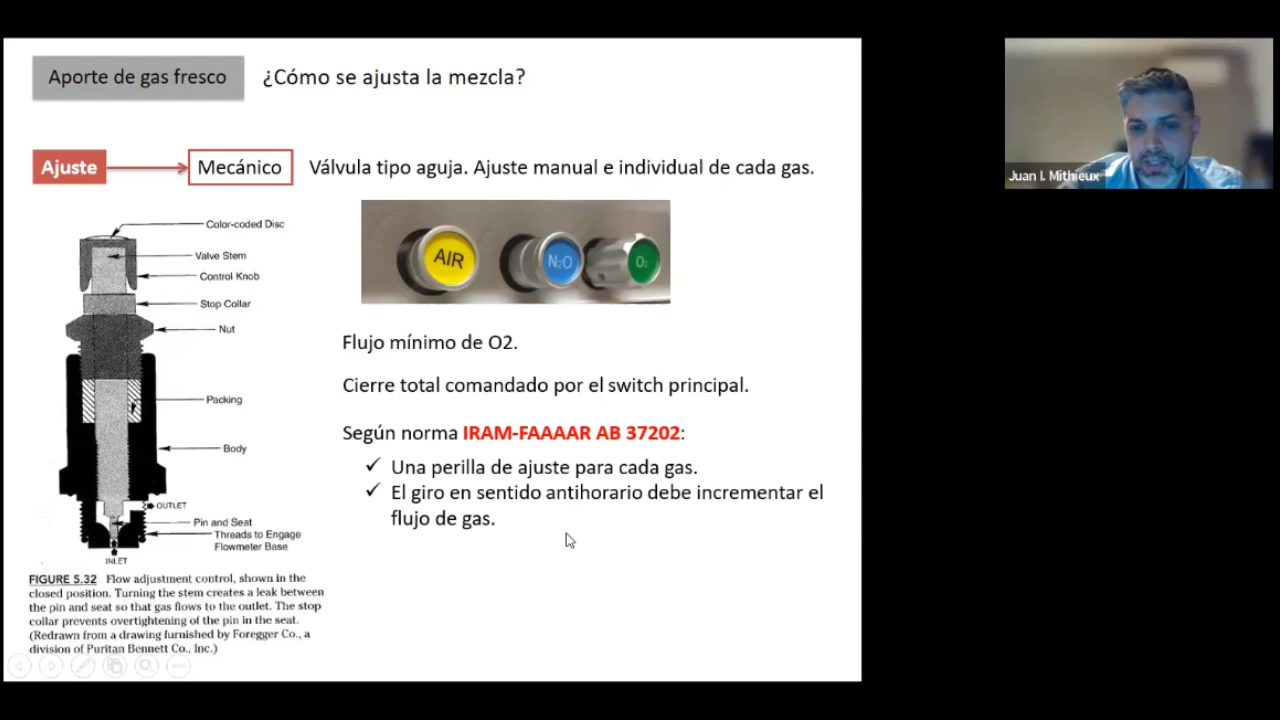 Aporte de gas fresco
¿Cómo se ajusta la mezcla?
Ajuste
Mecánico
Válvula tipo aguja. Ajuste manual e individual de cada gas.
Color-coded Disc
Valve Stem
Control Knob
Stop Collar
Nut
Packing
Body
OUTLET
Pin and Seat
Threads to Engage
Flowmeter Base
INLET
FIGURE 5.32 Flow adjustment control, shown in the
closed position. Turning the stem creates a leak between
the pin and seat so that gas flows to the outlet. The stop
collar prevents overtightening of the pin in the seat.
(Redrawn from a drawing furnished by Foregger Co., a
division of Puritan Bennett Co., Inc.)
AIR
N2O
O2
Flujo mínimo de O2.
Cierre total comandado por el switch principal.
Según norma IRAM-FAAAAR AB 37202:
✓ Una perilla de ajuste para cada gas.
✓ El giro en sentido antihorario debe incrementar el
flujo de gas.
Juan I. Mithieux